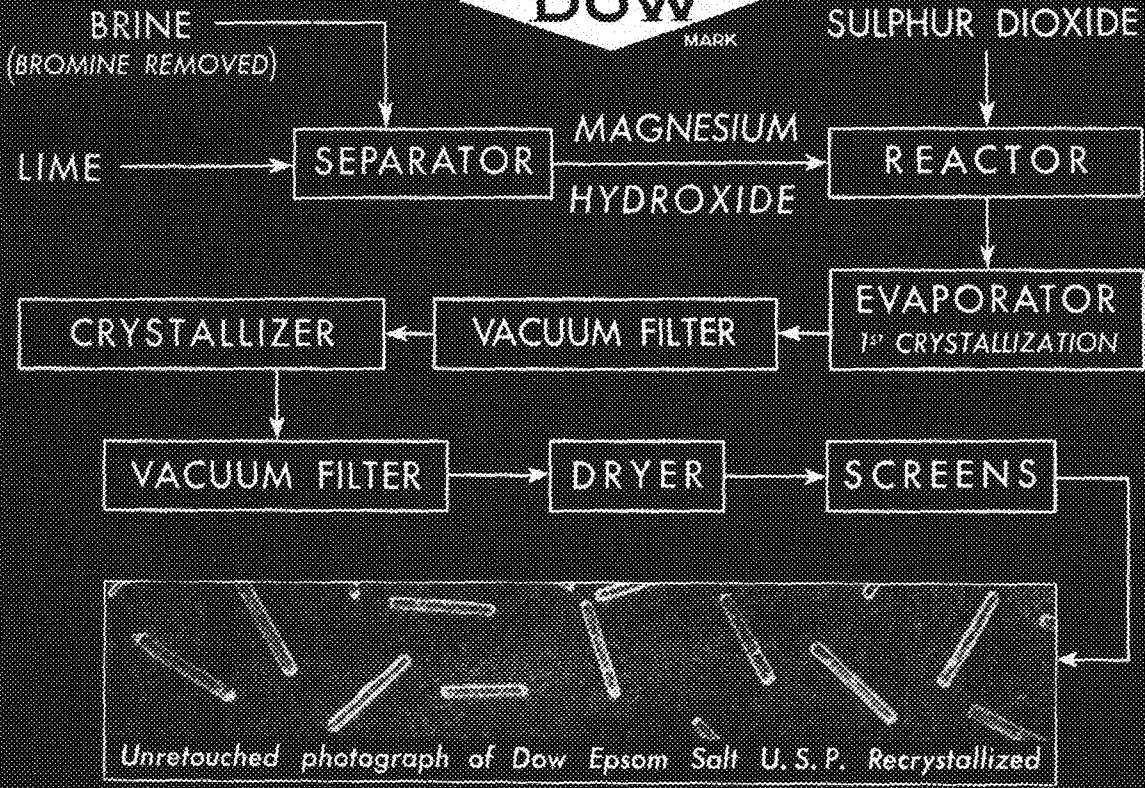 DOW
MARK
BRINE
(BROMINE REMOVED)
SULPHUR DIOXIDE
LIME
SEPARATOR
MAGNESIUM
HYDROXIDE
REACTOR
EVAPORATOR
1ST CRYSTALLIZATION
VACUUM FILTER
CRYSTALLIZER
VACUUM FILTER
DRYER
SCREENS
Unretouched photograph of Dow Epsom Salt U. S. P. Recrystallized